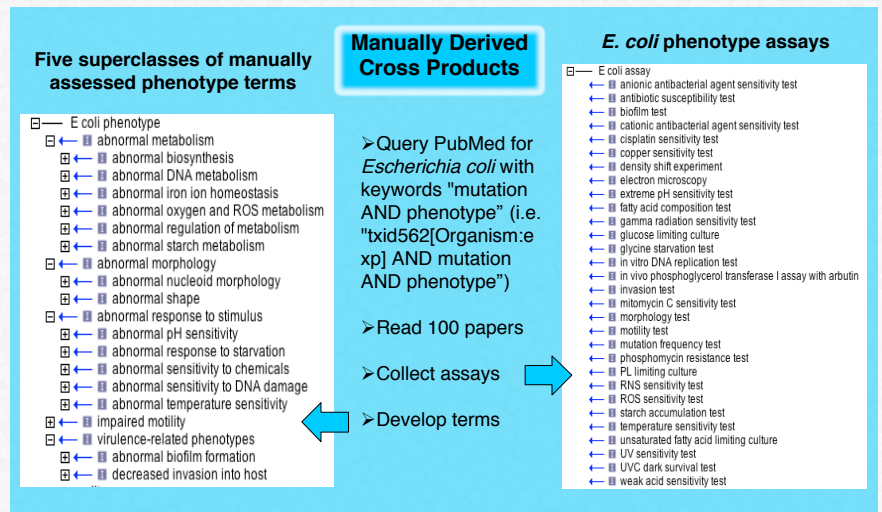 Five superclasses of manually
assessed phenotype terms
E coli phenotype
abnormal metabolism
abnormal biosynthesis
abnormal DNA metabolism
abnormal iron ion homeostasis
abnormal oxygen and ROS metabolism
abnormal regulation of metabolism
abnormal starch metabolism
abnormal morphology
abnormal nucleoid morphology
abnormal shape
abnormal response to stimulus
abnormal pH sensitivity
abnormal response to starvation
abnormal sensitivity to chemicals
abnormal sensitivity to DNA damage
abnormal temperature sensitivity
impaired motility
virulence-related phenotypes
abnormal biofilm formation
decreased invasion into host
Manually Derived
Cross Products
➢Query PubMed for
Escherichia coli with
keywords "mutation
AND phenotype” (i.e.
"txid562[Organism:e
xp] AND mutation
AND phenotype”)
➢Read 100 papers
➢Collect assays
➢Develop terms
E. coli phenotype assays
E coli assay
anionic antibacterial agent sensitivity test
antibiotic susceptibility test
biofilm test
cationic antibacterial agent sensitivity test
cisplatin sensitivity test
copper sensitivity test
density shift experiment
electron microscopy
extreme pH sensitivity test
fatty acid composition test
gamma radiation sensitivity test
glucose limiting culture
glycine starvation test
in vitro DNA replication test
in vivo phosphoglycerol transferase I assay with arbutin
invasion test
mitomycin C sensitivity test
morphology test
motility test
mutation frequency test
phosphomycin resistance test
PL limiting culture
RNS sensitivity test
ROS sensitivity test
starch accumulation test
temperature sensitivity test
unsaturated fatty acid limiting culture
UV sensitivity test
UVC dark survival test
weak acid sensitivity test